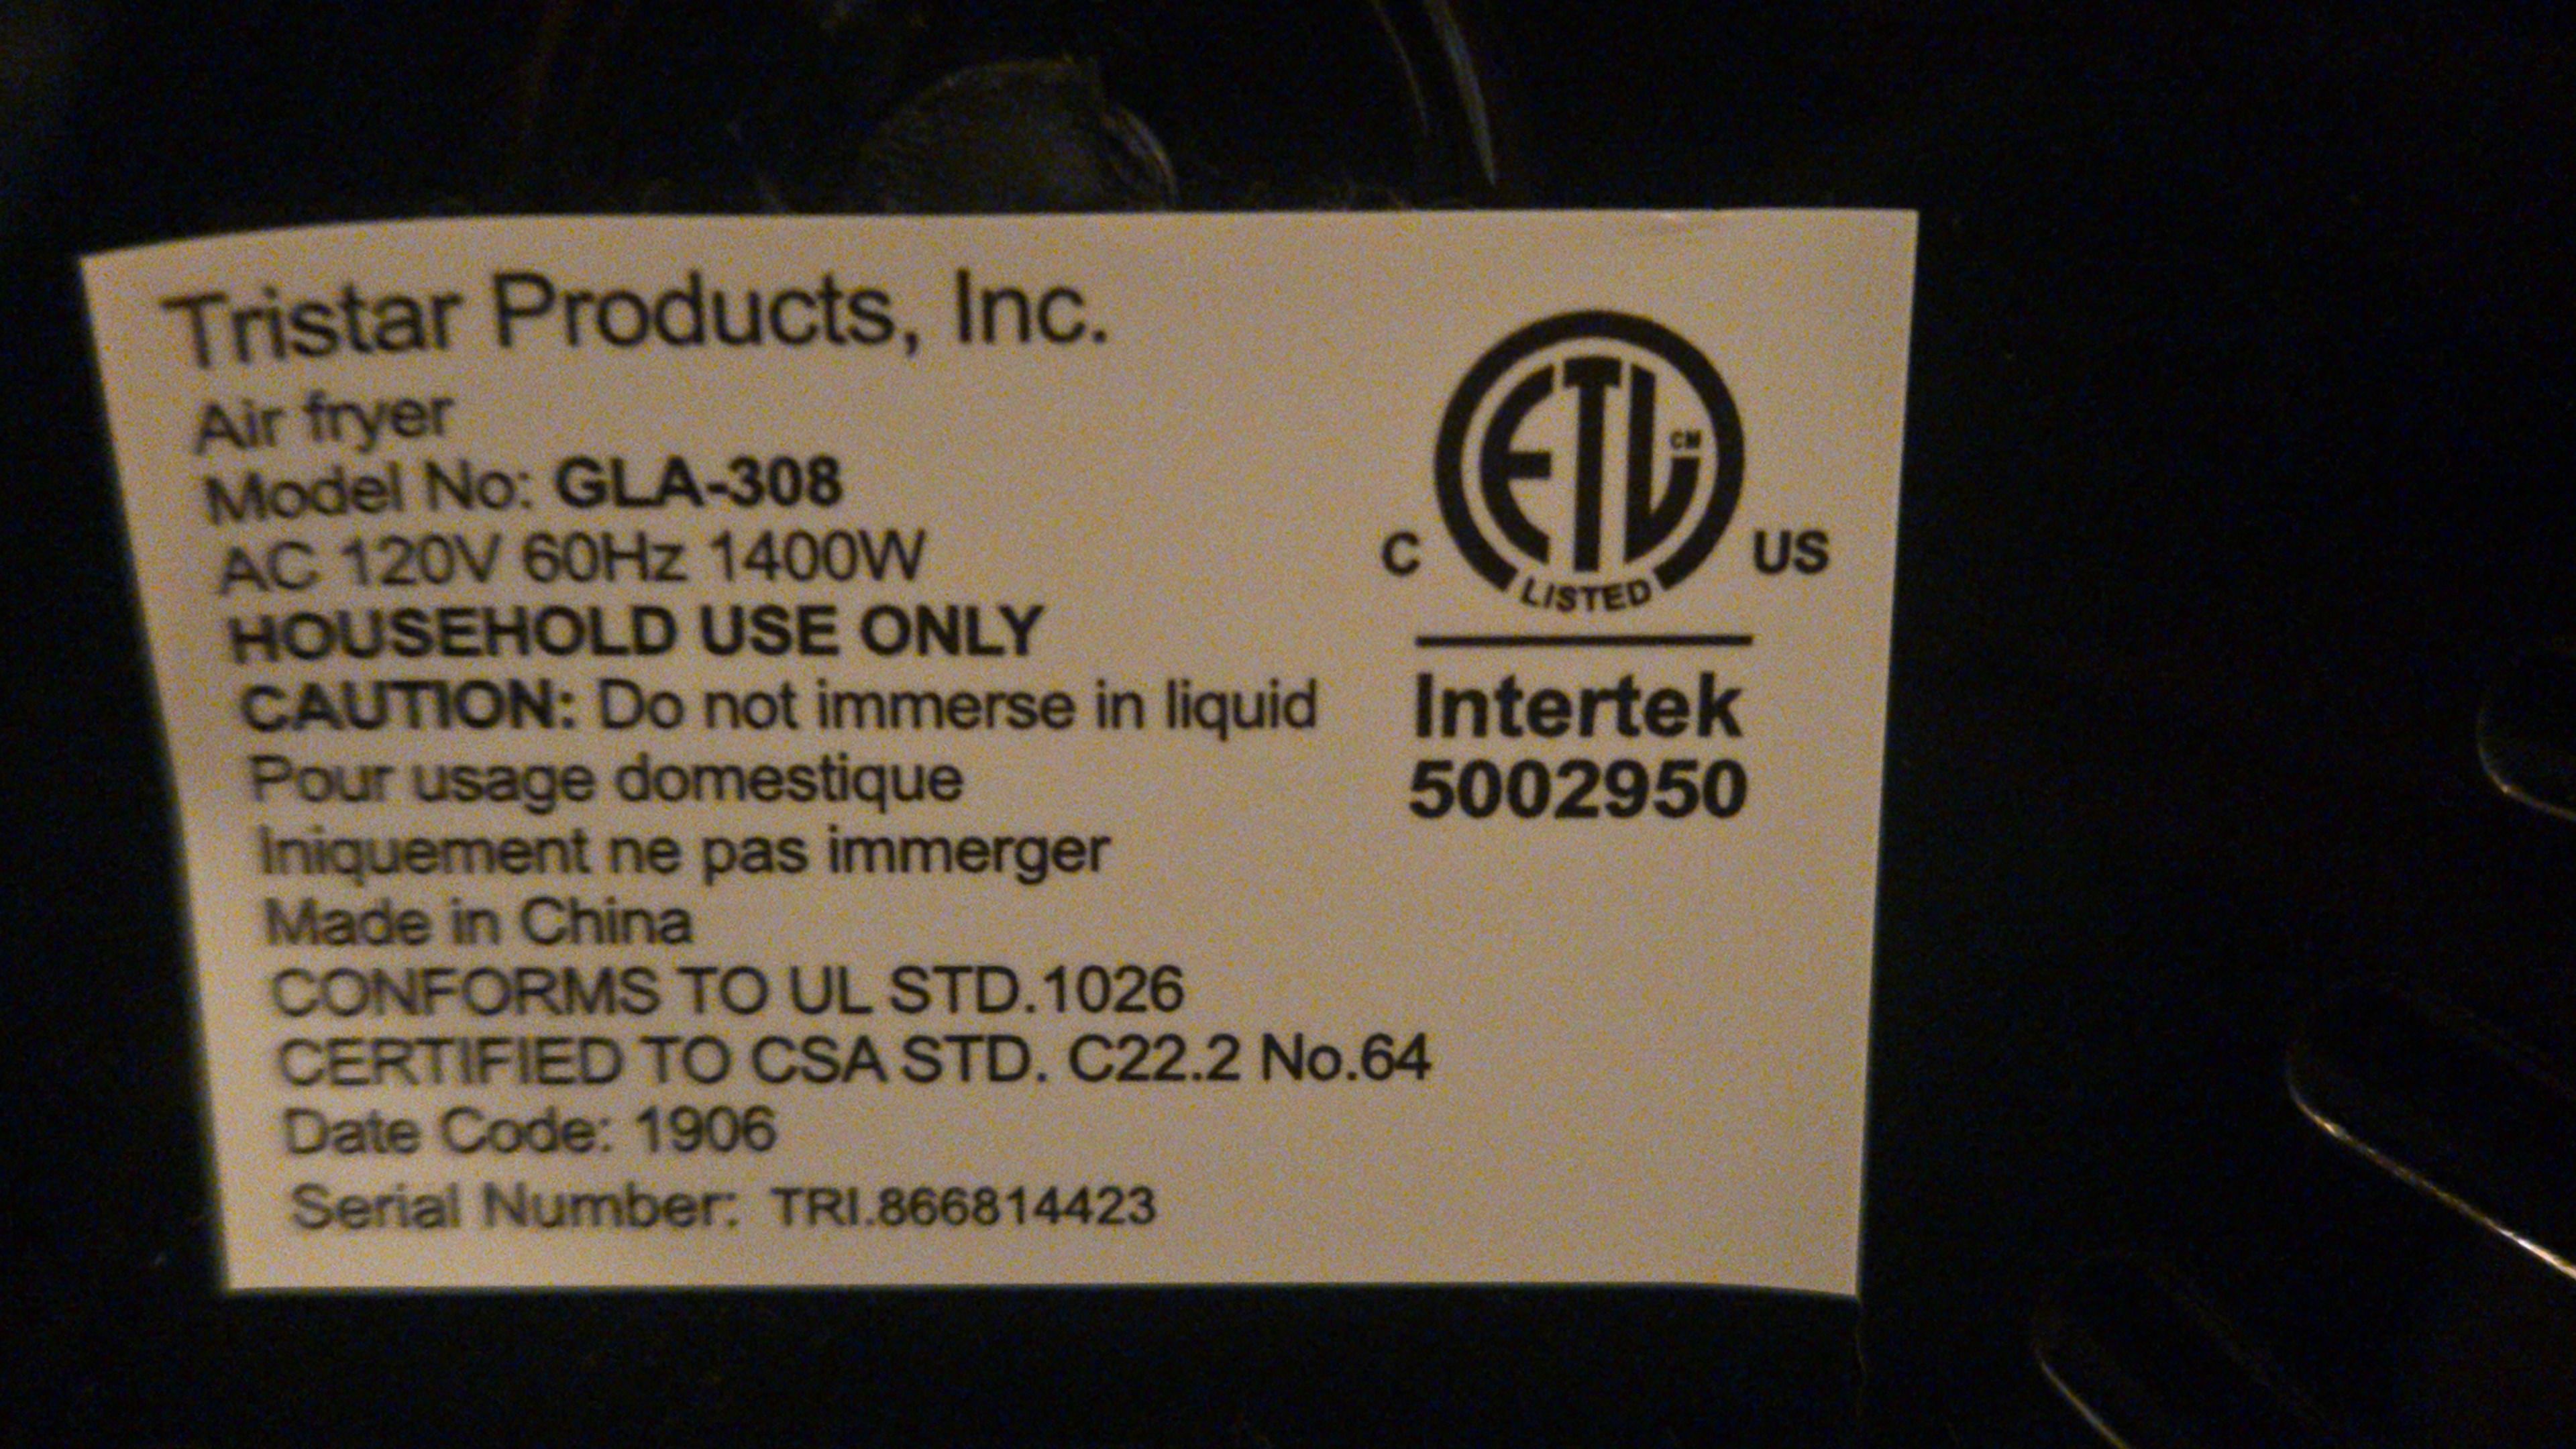 Tristar Products, Inc.
Air fryer
Model No: GLA-308
AC 120V 60Hz 1400W
HOUSEHOLD USE ONLY
CAUTION: Do not immerse in liquid
Pour usage domestique
Iniquement ne pas immerger
Made in China
CONFORMS TO UL STD.1026
CERTIFIED TO CSA STD. C22.2 No.64
Date Code: 1906
Serial Number: TRI.866814423
ETL CM
C US
LISTED
Intertek
5002950